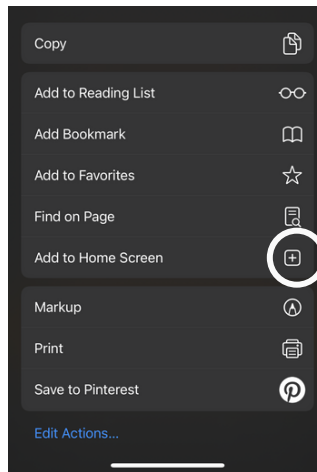 Copy
Add to Reading List
Add Bookmark
Add to Favorites
Find on Page
Add to Home Screen
Markup
Print
Save to Pinterest
Edit Actions...